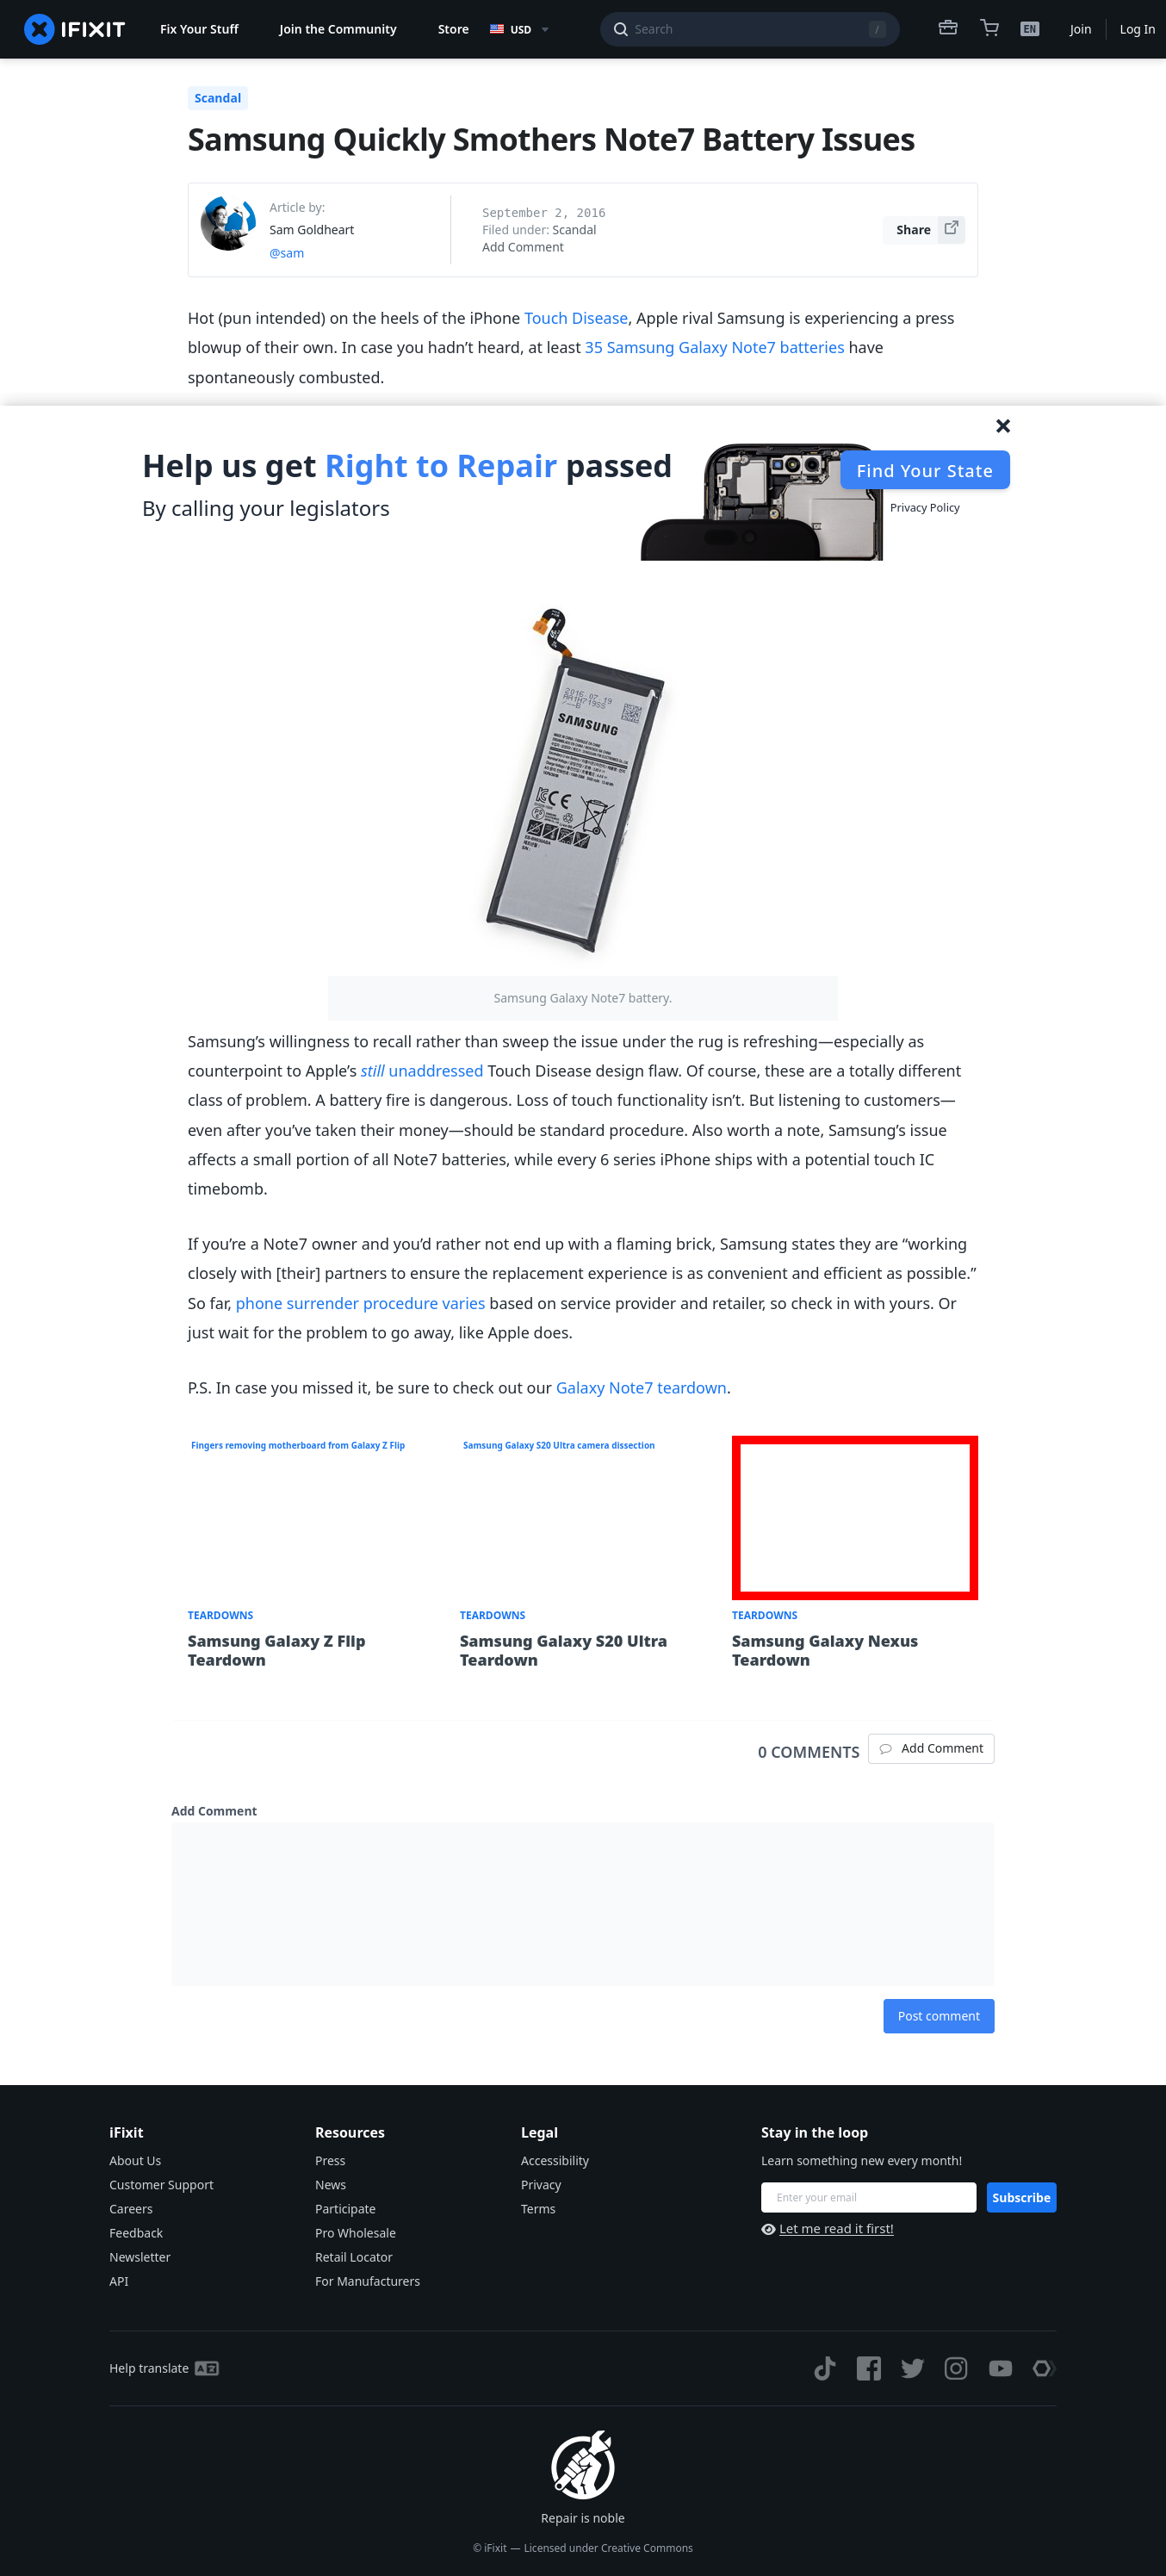 IFIXIT
Fix Your Stuff
Join the Community
Store
USD
Search
/
EN
Join
Log In
Scandal
Samsung Quickly Smothers Note7 Battery Issues
Article by:
Sam Goldheart
@sam
September 2, 2016
Filed under: Scandal
Add Comment
Share
Hot (pun intended) on the heels of the iPhone Touch Disease, Apple rival Samsung is experiencing a press
blowup of their own. In case you hadn’t heard, at least 35 Samsung Galaxy Note7 batteries have
spontaneously combusted.
Help us get Right to Repair passed
By calling your legislators
Find Your State
Privacy Policy
2016.07.19
SAMSUNG
Samsung Galaxy Note7 battery.
Samsung’s willingness to recall rather than sweep the issue under the rug is refreshing—especially as
counterpoint to Apple’s still unaddressed Touch Disease design flaw. Of course, these are a totally different
class of problem. A battery fire is dangerous. Loss of touch functionality isn’t. But listening to customers—
even after you’ve taken their money—should be standard procedure. Also worth a note, Samsung’s issue
affects a small portion of all Note7 batteries, while every 6 series iPhone ships with a potential touch IC
timebomb.
If you’re a Note7 owner and you’d rather not end up with a flaming brick, Samsung states they are “working
closely with [their] partners to ensure the replacement experience is as convenient and efficient as possible.”
So far, phone surrender procedure varies based on service provider and retailer, so check in with yours. Or
just wait for the problem to go away, like Apple does.
P.S. In case you missed it, be sure to check out our Galaxy Note7 teardown.
Fingers removing motherboard from Galaxy Z Flip
Samsung Galaxy S20 Ultra camera dissection
TEARDOWNS
Samsung Galaxy Z Flip
Teardown
TEARDOWNS
Samsung Galaxy S20 Ultra
Teardown
TEARDOWNS
Samsung Galaxy Nexus
Teardown
0 COMMENTS
Add Comment
Add Comment
Post comment
iFixit
About Us
Customer Support
Careers
Feedback
Newsletter
API
Resources
Press
News
Participate
Pro Wholesale
Retail Locator
For Manufacturers
Legal
Accessibility
Privacy
Terms
Stay in the loop
Learn something new every month!
Enter your email
Subscribe
Let me read it first!
Help translate
Repair is noble
© iFixit — Licensed under Creative Commons